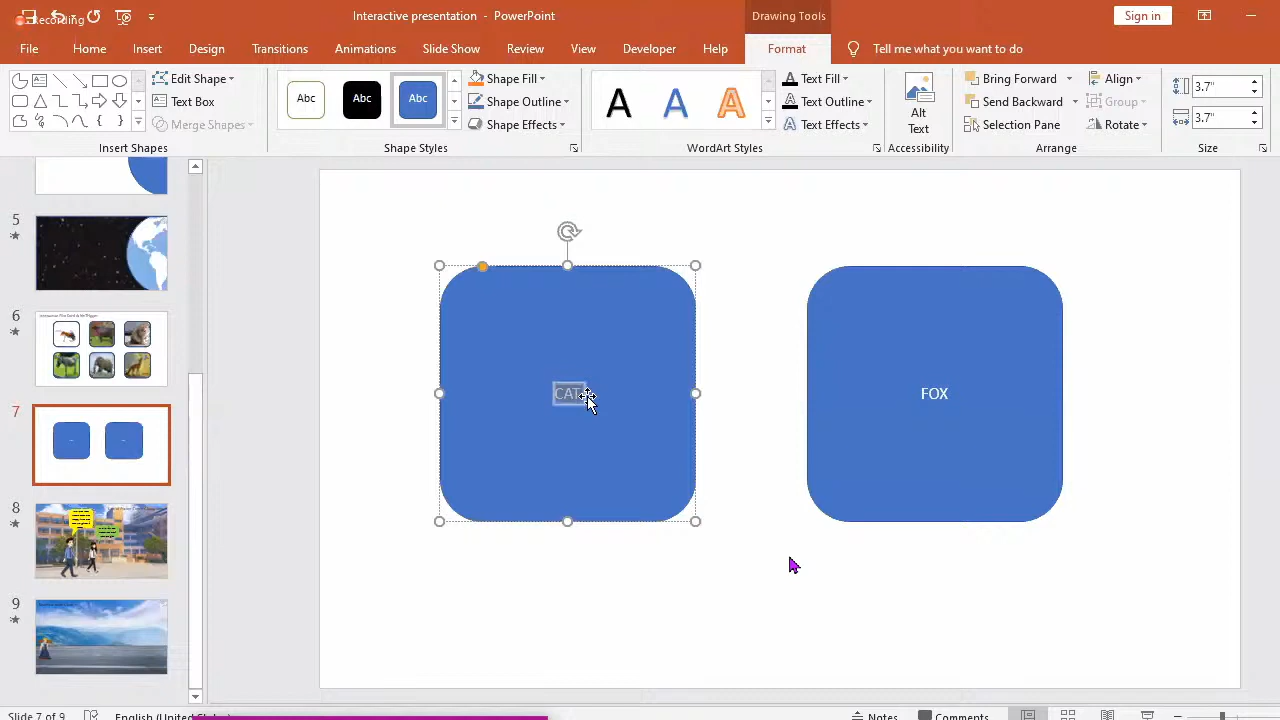 Recording
Interactive presentation - PowerPoint
Drawing Tools
Sign in
File
Home
Insert
Design
Transitions
Animations
Slide Show
Review
View
Developer
Help
Format
Tell me what you want to do
Edit Shape
Text Box
Merge Shapes
Insert Shapes
Abc
Abc
Abc
Shape Fill
Shape Outline
Shape Effects
Shape Styles
A
A
A
Text Fill
Text Outline
Text Effects
WordArt Styles
Alt
Text
Accessibility
Bring Forward
Send Backward
Selection Pane
Align
Group
Rotate
Arrange
3.7"
3.7"
Size
5
6
7
8
9
CAT
FOX
Slide 7 of 9
English (United States)
Notes
Comments